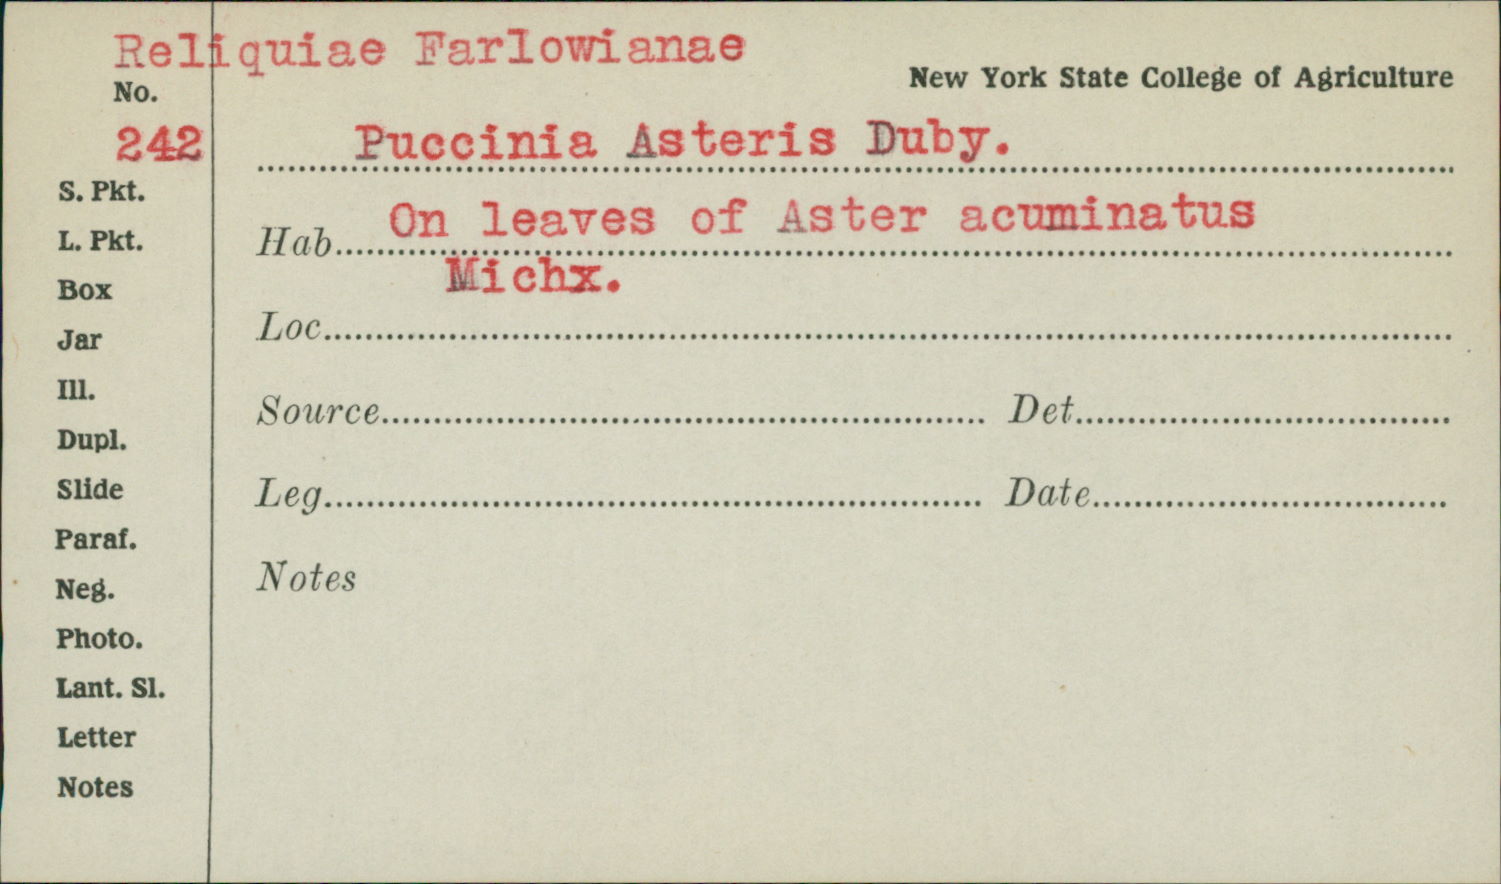 Reliquiae Farlowianae
New York State College of Agriculture
No.
242
Puccinia Asteris Duby.
S. Pkt.
Hab. On leaves of Aster acuminatus
L. Pkt.
Michx.
Box
Loc.
Jar
Ill.
Source Det.
Dupl.
Slide
Leg. Date
Paraf.
Notes
Neg.
Photo.
Lant. Sl.
Letter
Notes